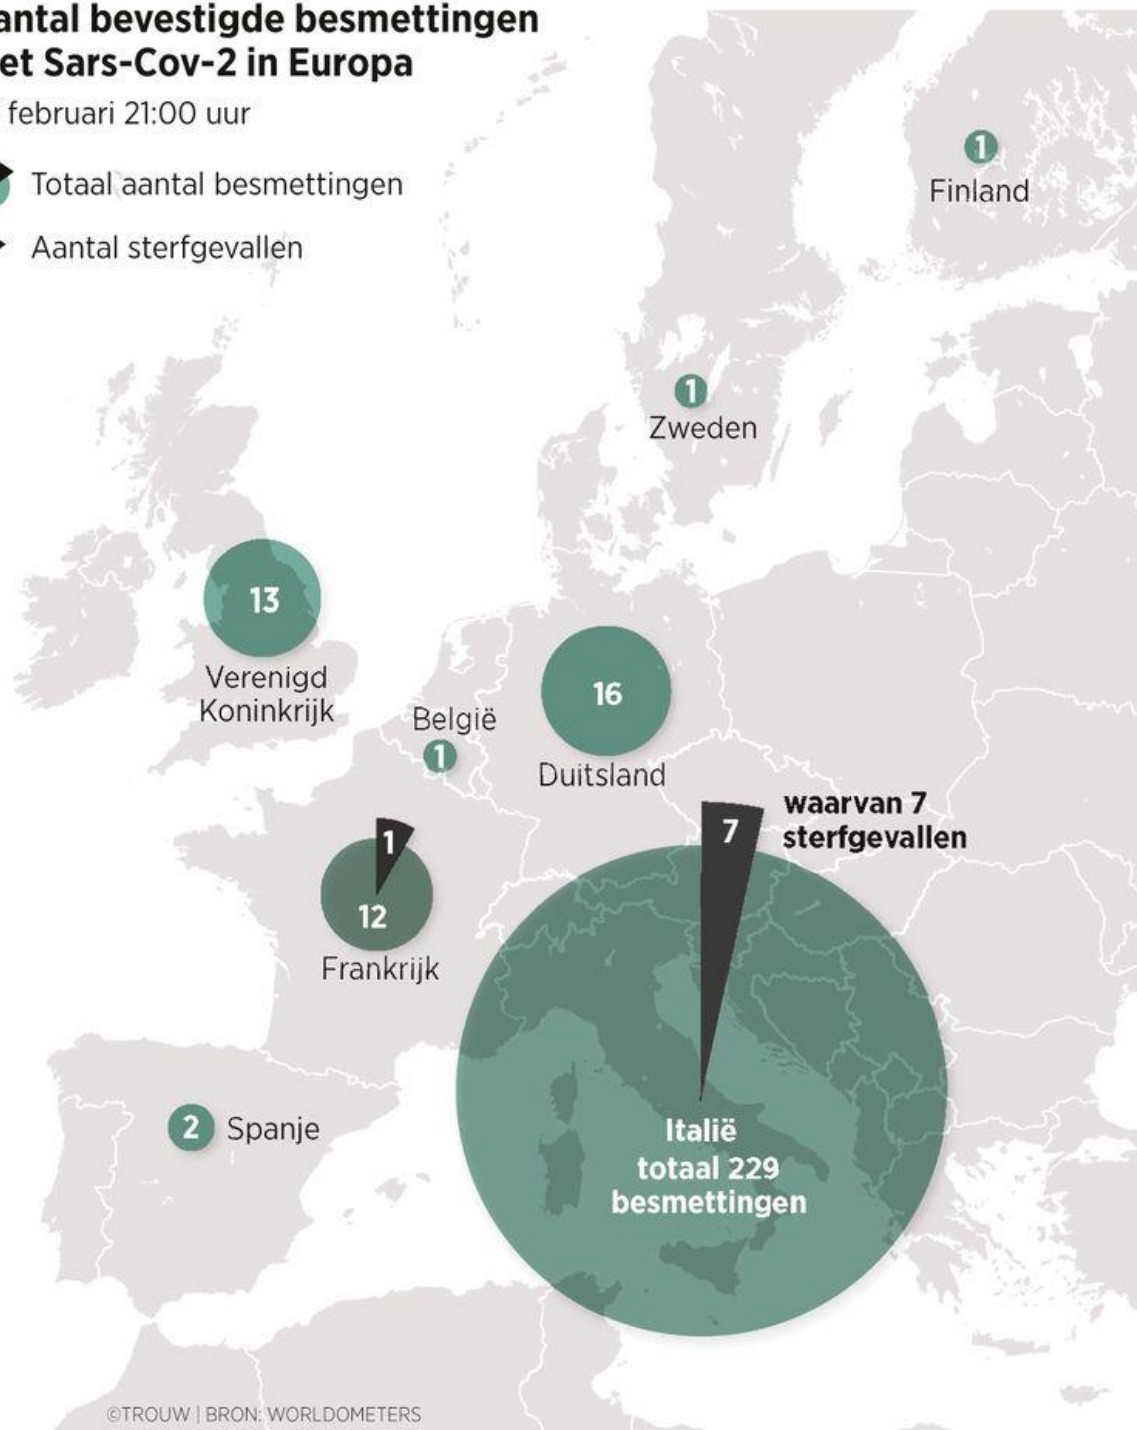 antal bevestigde besmettingen
et Sars-Cov-2 in Europa
februari 21:00 uur
Totaal aantal besmettingen
Aantal sterfgevallen
1
Finland
1
Zweden
13
Verenigd
Koninkrijk
België
1
16
Duitsland
1
12
Frankrijk
7
waarvan 7
sterfgevallen
2 Spanje
Italië
totaal 229
besmettingen
©TROUW | BRON: WORLDOMETERS